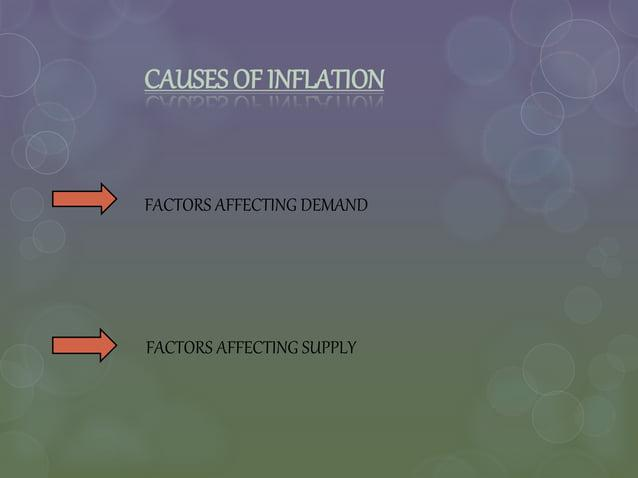 CAUSES OF INFLATION
FACTORS AFFECTING DEMAND
FACTORS AFFECTING SUPPLY